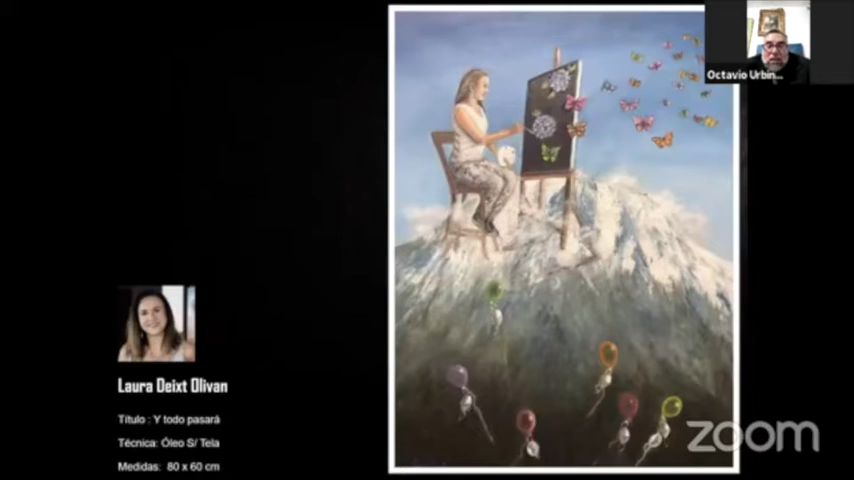 Octavio Urbin...
Laura Deixt Olivan
Título : Y todo pasará
Técnica: Óleo S/ Tela
Medidas: 80 x 60 cm
zoom